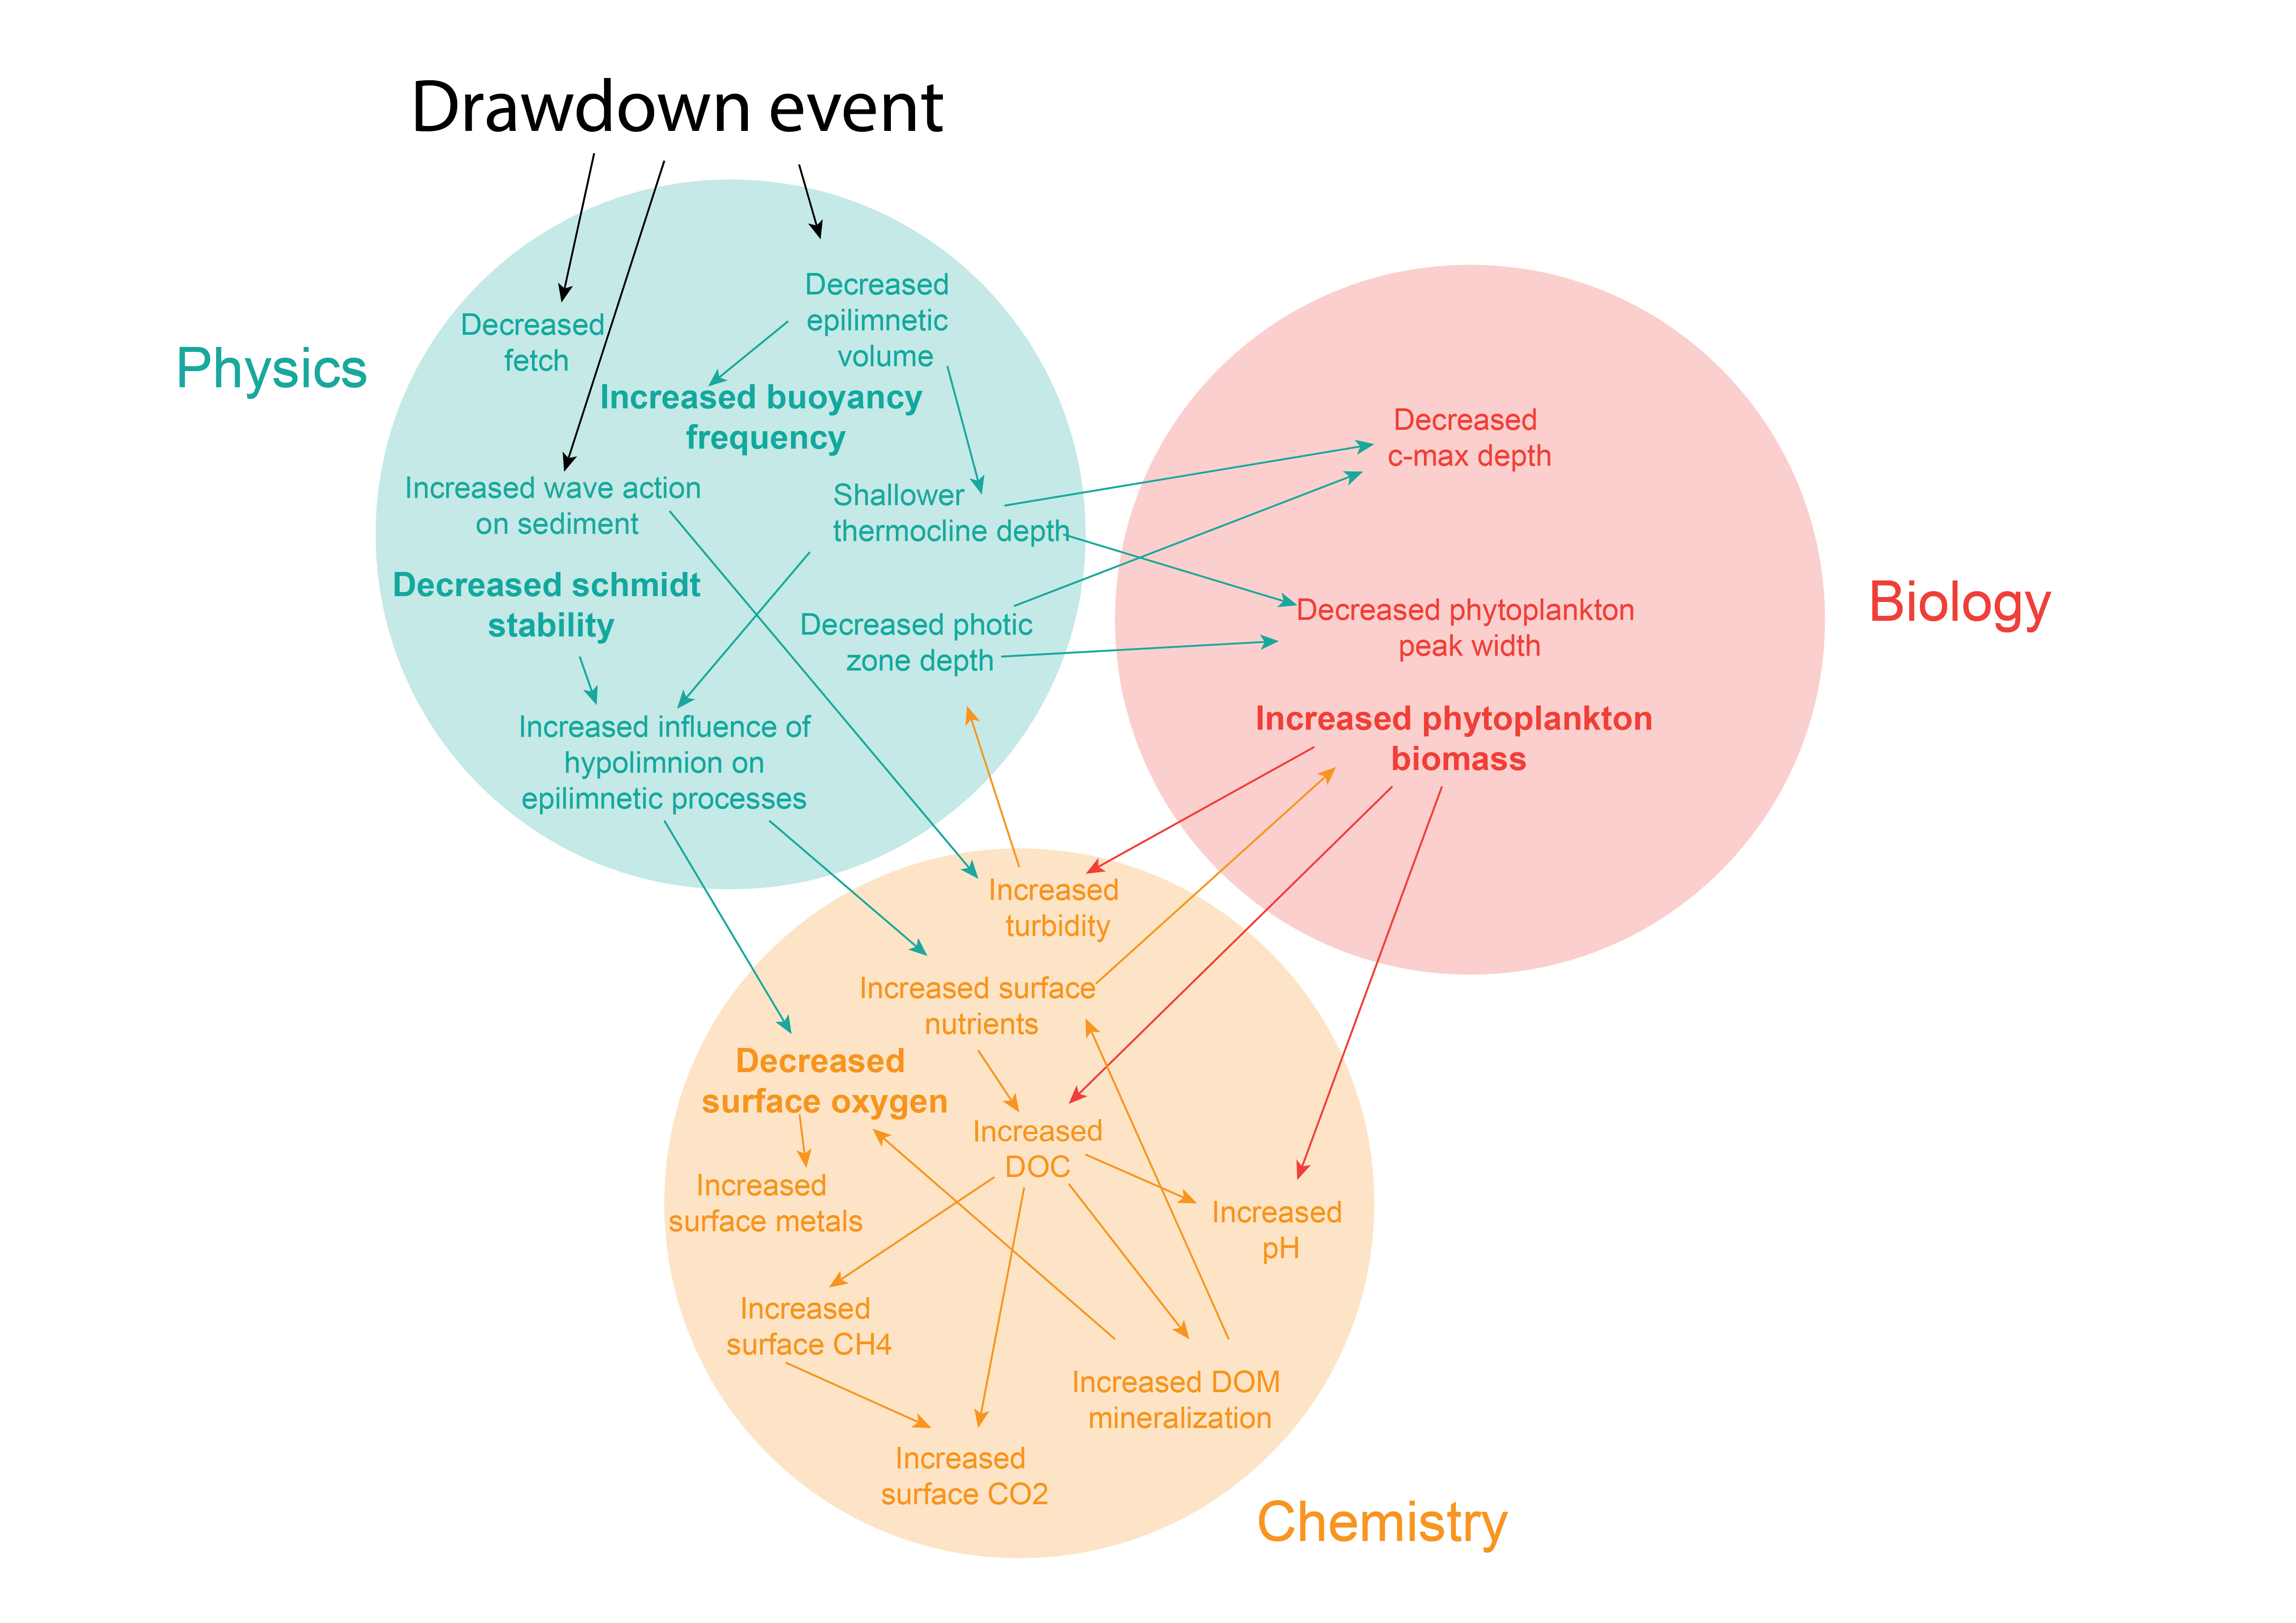 Drawdown event
Physics
Decreased
fetch
Decreased
epilimnetic
volume
Increased buoyancy
frequency
Increased wave action
on sediment
Shallower
thermocline depth
Decreased schmidt
stability
Decreased photic
zone depth
Increased influence of
hypolimnion on
epilimnetic processes
Biology
Decreased
c-max depth
Decreased phytoplankton
peak width
Increased phytoplankton
biomass
Increased
turbidity
Increased surface
nutrients
Decreased
surface oxygen
Increased
DOC
Increased
surface metals
Increased
pH
Increased
surface CH4
Increased DOM
mineralization
Increased
surface CO2
Chemistry